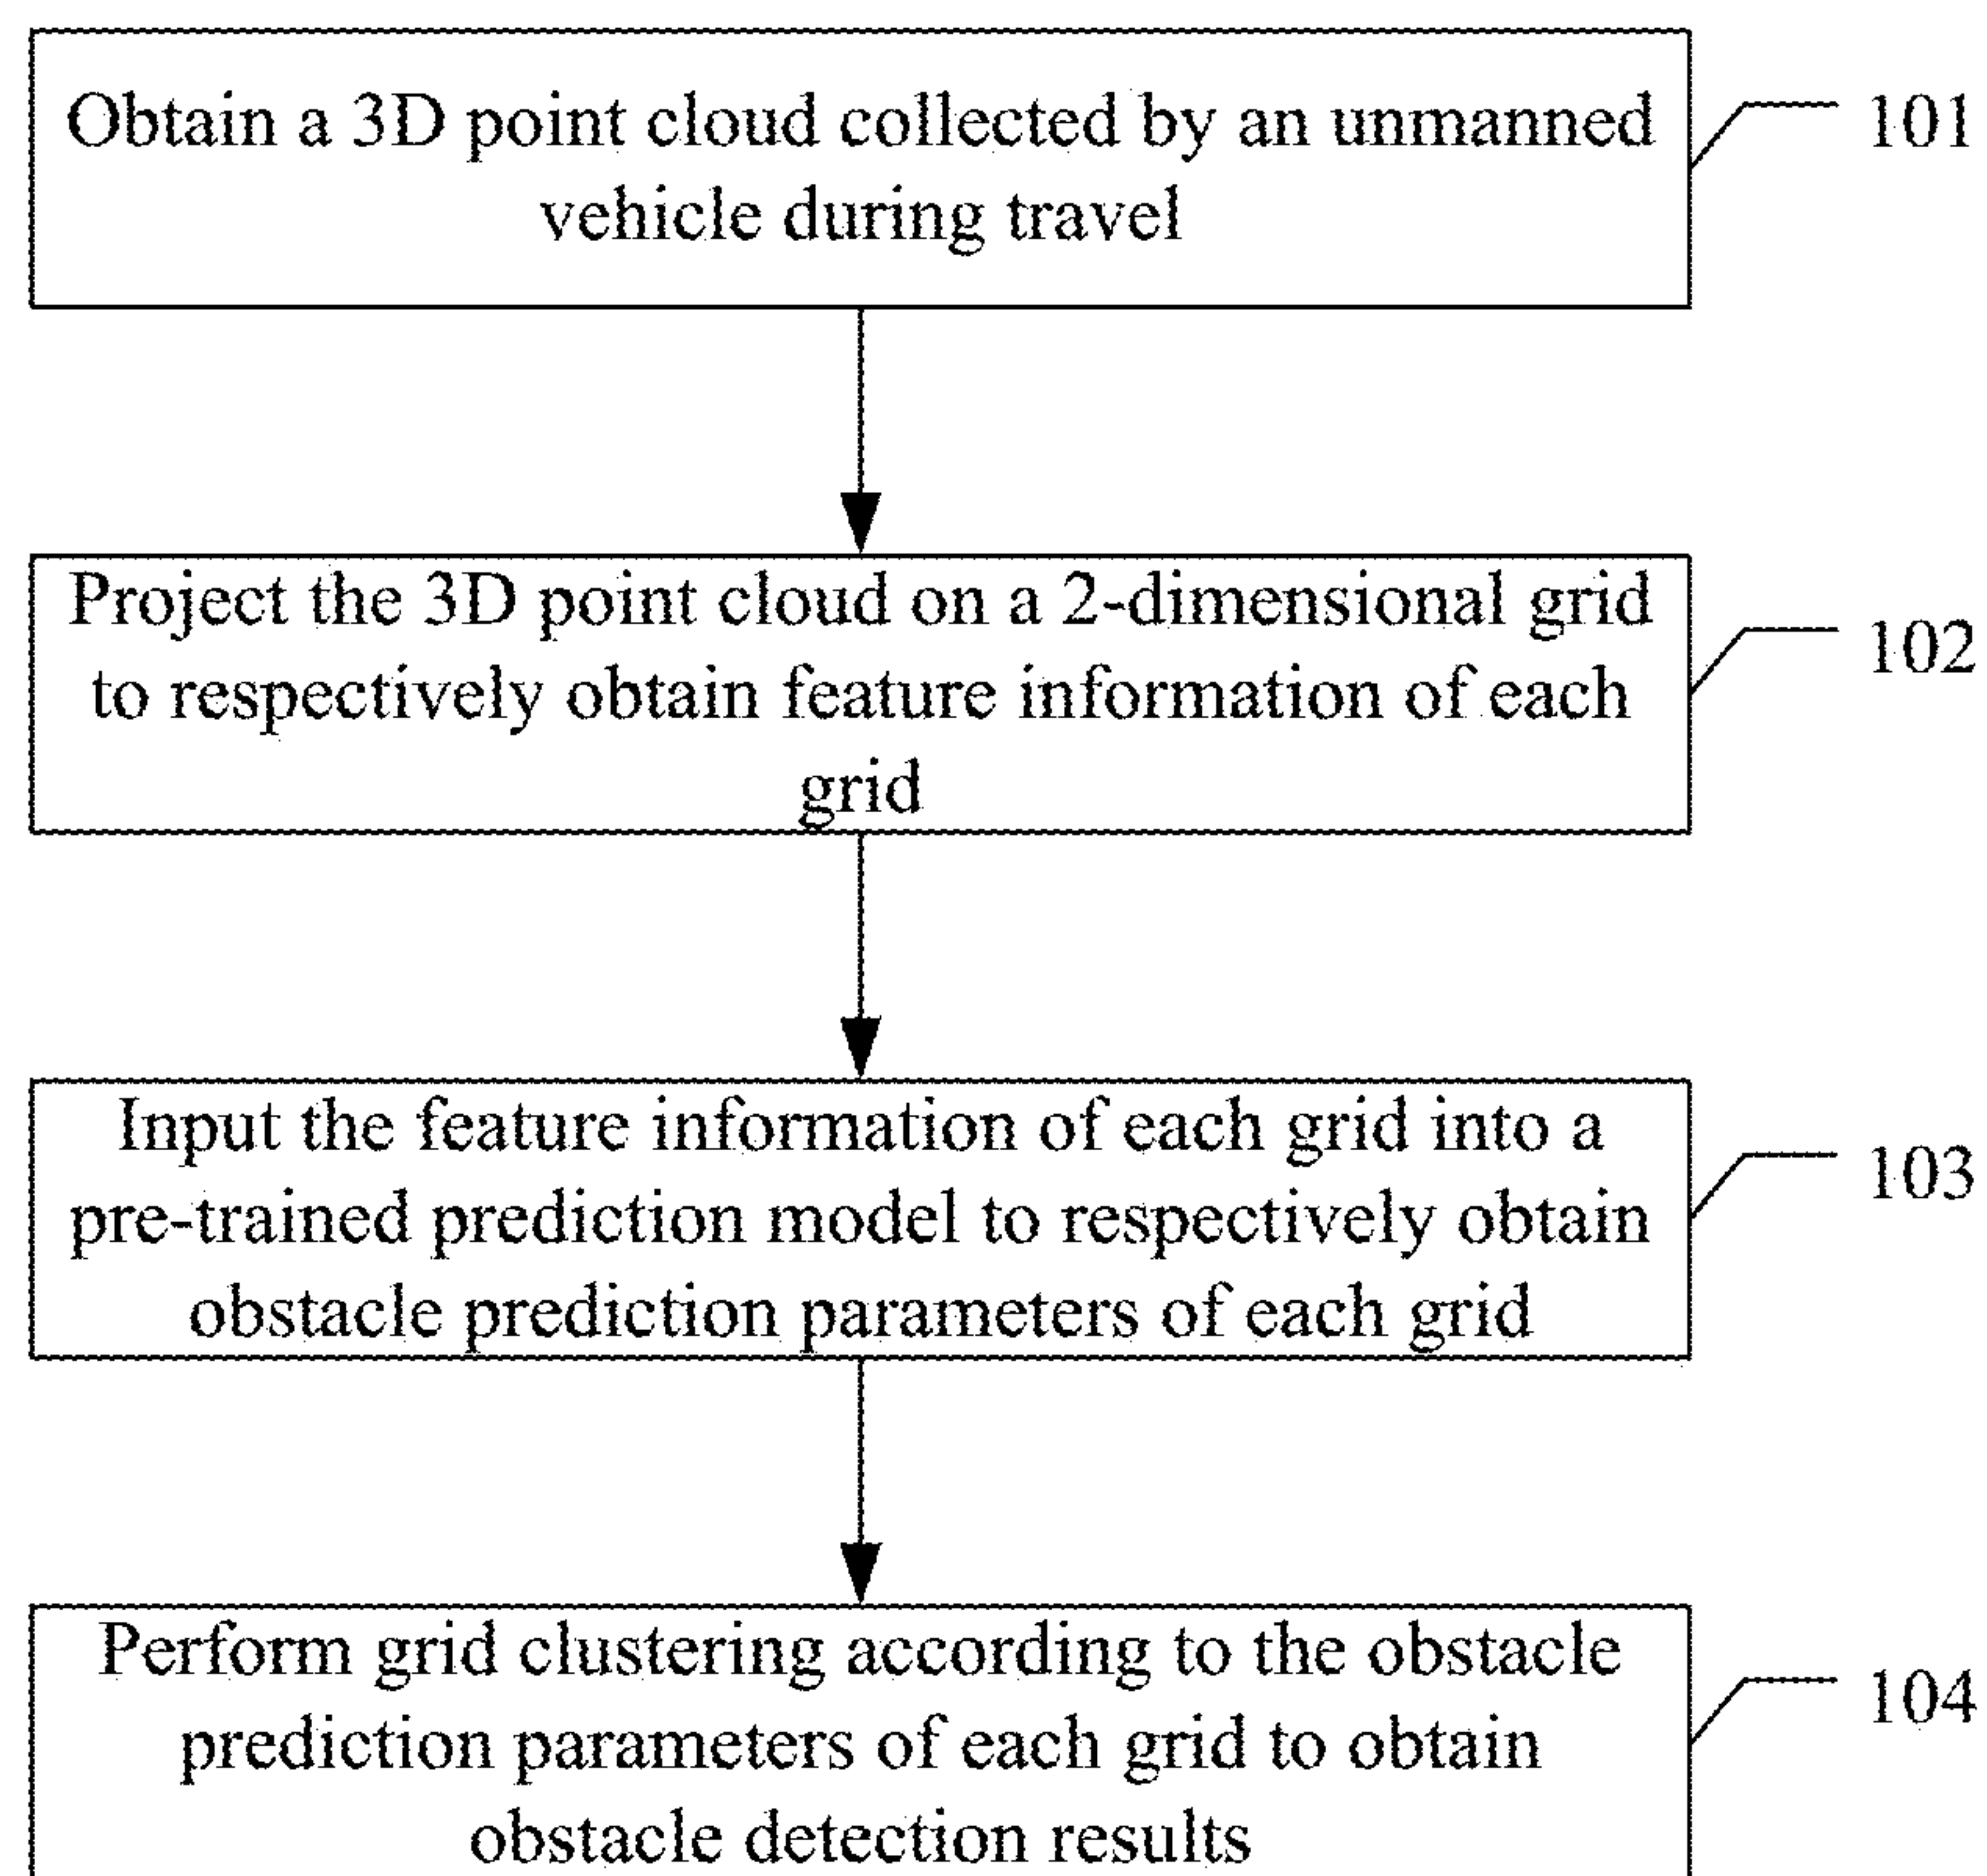 Obtain a 3D point cloud collected by an unmanned
vehicle during travel
101
Project the 3D point cloud on a 2-dimensional grid
to respectively obtain feature information of each
grid
102
Input the feature information of each grid into a
pre-trained prediction model to respectively obtain
obstacle prediction parameters of each grid
103
Perform grid clustering according to the obstacle
prediction parameters of each grid to obtain
obstacle detection results
104